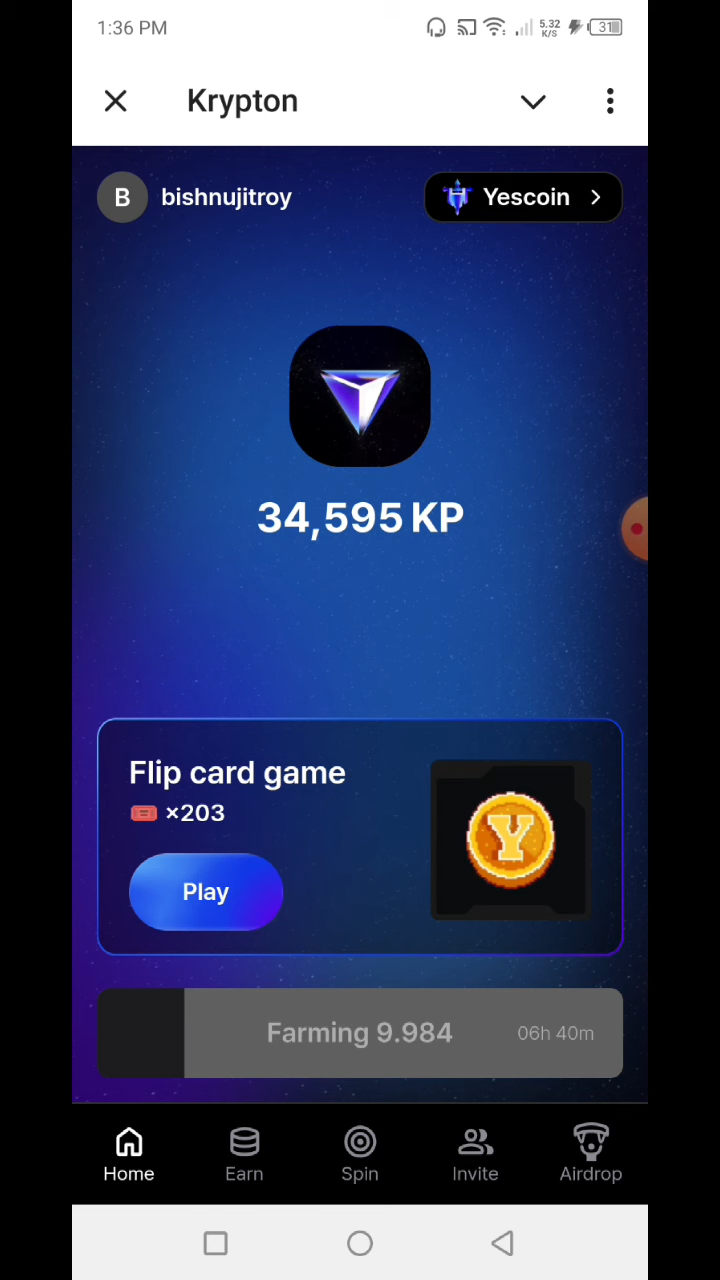 1:36 PM 5.32 K/S 31
Krypton
B bishnujitroy Yescoin
34,595 KP
Flip card game
×203
Y
Play
Farming 9.984 06h 40m
Home Earn Spin Invite Airdrop